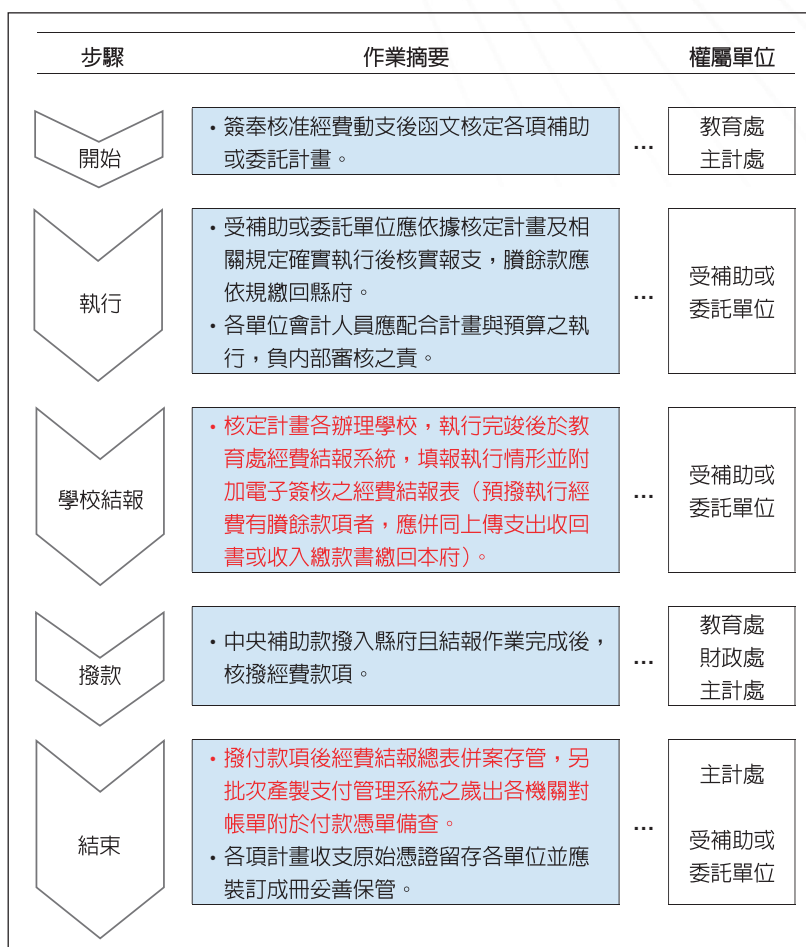 步驟 作業摘要 權屬單位
開始
・簽奉核准經費動支後函文核定各項補助
或委託計畫。
…
教育處
主計處
執行
・受補助或委託單位應依據核定計畫及相
關規定確實執行後核實報支，賸餘款應
依規繳回縣府。
・各單位會計人員應配合計畫與預算之執
行，負內部審核之責。
…
受補助或
委託單位
學校結報
・核定計畫各辦理學校，執行完竣後於教
育處經費結報系統，填報執行情形並附
加電子簽核之經費結報表（預撥執行經
費有賸餘款項者，應併同上傳支出收回
書或收入繳款書繳回本府）。
…
受補助或
委託單位
撥款
・中央補助款撥入縣府且結報作業完成後，
核撥經費款項。
…
教育處
財政處
主計處
結束
・撥付款項後經費結報總表併案存管，另
批次產製支付管理系統之歲出各機關對
帳單附於付款憑單備查。
・各項計畫收支原始憑證留存各單位並應
裝訂成冊妥善保管。
…
主計處
受補助或
委託單位